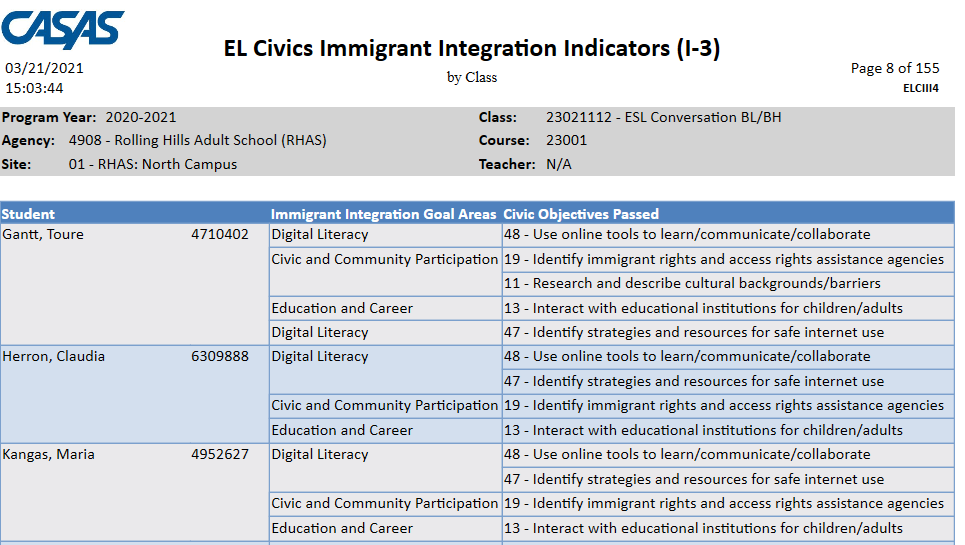 CASAS
EL Civics Immigrant Integration Indicators (I-3)
03/21/2021
by Class
Page 8 of 155
15:03:44
ELCIII4
Program Year: 2020-2021 Class: 23021112 - ESL Conversation BL/BH
Agency: 4908 - Rolling Hills Adult School (RHAS) Course: 23001
Site: 01 - RHAS: North Campus Teacher: N/A
Student Immigrant Integration Goal Areas Civic Objectives Passed
Gantt, Toure 4710402 Digital Literacy 48 - Use online tools to learn/communicate/collaborate
Civic and Community Participation 19 - Identify immigrant rights and access rights assistance agencies
11 - Research and describe cultural backgrounds/barriers
Education and Career 13 - Interact with educational institutions for children/adults
Digital Literacy 47 - Identify strategies and resources for safe internet use
Herron, Claudia 6309888 Digital Literacy 48 - Use online tools to learn/communicate/collaborate
47 - Identify strategies and resources for safe internet use
Civic and Community Participation 19 - Identify immigrant rights and access rights assistance agencies
Education and Career 13 - Interact with educational institutions for children/adults
Kangas, Maria 4952627 Digital Literacy 48 - Use online tools to learn/communicate/collaborate
47 - Identify strategies and resources for safe internet use
Civic and Community Participation 19 - Identify immigrant rights and access rights assistance agencies
Education and Career 13 - Interact with educational institutions for children/adults